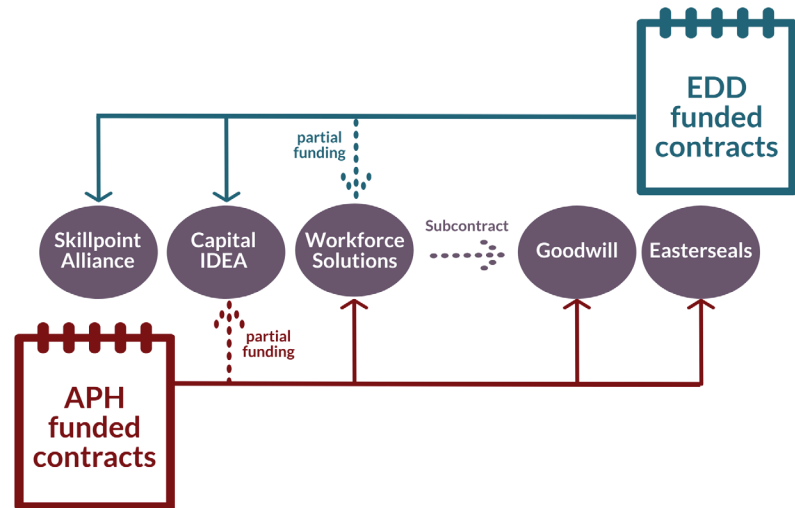 EDD
funded
contracts
partial
funding
Skillpoint
Alliance
Capital
IDEA
Workforce
Solutions
Subcontract
Goodwill
Easterseals
partial
funding
APH
funded
contracts